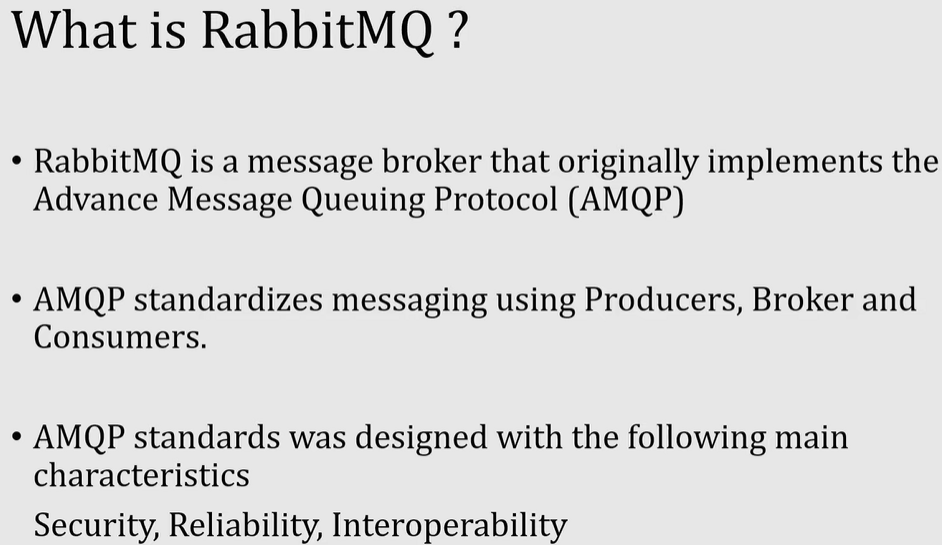 What is RabbitMQ ?
• RabbitMQ is a message broker that originally implements the
Advance Message Queuing Protocol (AMQP)
• AMQP standardizes messaging using Producers, Broker and
Consumers.
• AMQP standards was designed with the following main
characteristics
Security, Reliability, Interoperability